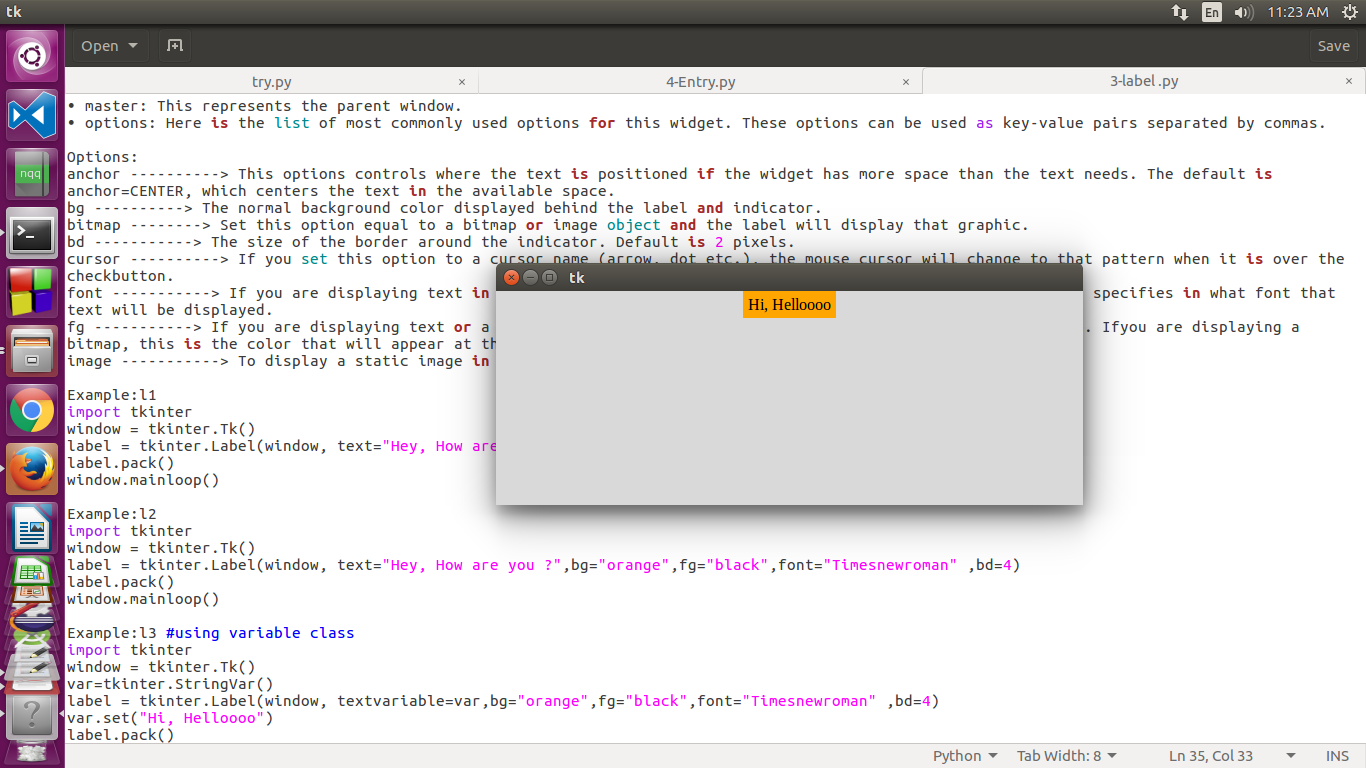 tk
En
11:23 AM
Open
Save
try.py
4-Entry.py
3-label .py
• master: This represents the parent window.
• options: Here is the list of most commonly used options for this widget. These options can be used as key-value pairs separated by commas.
Options:
anchor ----------> This options controls where the text is positioned if the widget has more space than the text needs. The default is
anchor=CENTER, which centers the text in the available space.
bg ----------> The normal background color displayed behind the label and indicator.
bitmap --------> Set this option equal to a bitmap or image object and the label will display that graphic.
bd -----------> The size of the border around the indicator. Default is 2 pixels.
cursor ----------> If you set this option to a cursor name (arrow, dot etc.), the mouse cursor will change to that pattern when it is over the
checkbutton.
font -----------> If you are displaying text in
specifies in what font that
text will be displayed.
fg -----------> If you are displaying text or a
. Ifyou are displaying a
bitmap, this is the color that will appear at th
image -----------> To display a static image in
tk
Hi, Helloooo
Example:l1
import tkinter
window = tkinter.Tk()
label = tkinter.Label(window, text="Hey, How are
label.pack()
window.mainloop()
Example:l2
import tkinter
window = tkinter.Tk()
label = tkinter.Label(window, text="Hey, How are you ?",bg="orange",fg="black",font="Timesnewroman" ,bd=4)
label.pack()
window.mainloop()
Example:l3 #using variable class
import tkinter
window = tkinter.Tk()
var=tkinter.StringVar()
label = tkinter.Label(window, textvariable=var,bg="orange",fg="black",font="Timesnewroman" ,bd=4)
var.set("Hi, Helloooo")
label.pack()
nqq
Python
Tab Width: 8
Ln 35, Col 33
INS